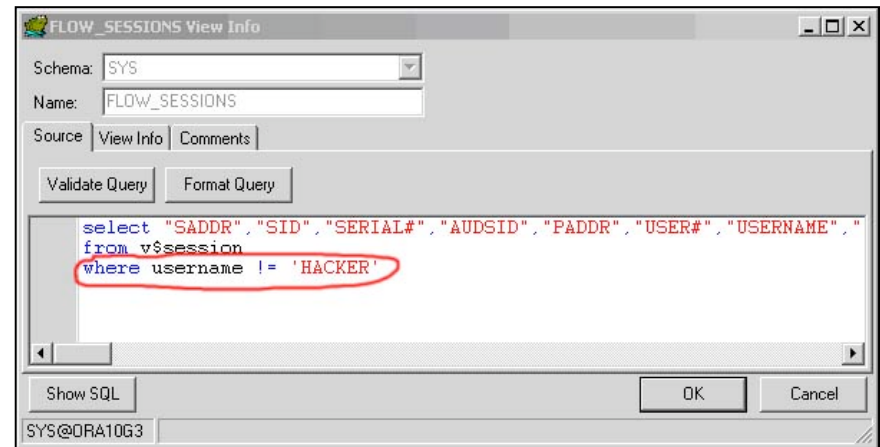 FLOW_SESSIONS View Info
Schema: SYS
Name: FLOW_SESSIONS
Source View Info Comments
Validate Query Format Query
select "SADDR","SID","SERIAL#","AUDSID","PADDR","USER#","USERNAME","
from v$session
where username != 'HACKER'
Show SQL OK Cancel
SYS@ORA10G3